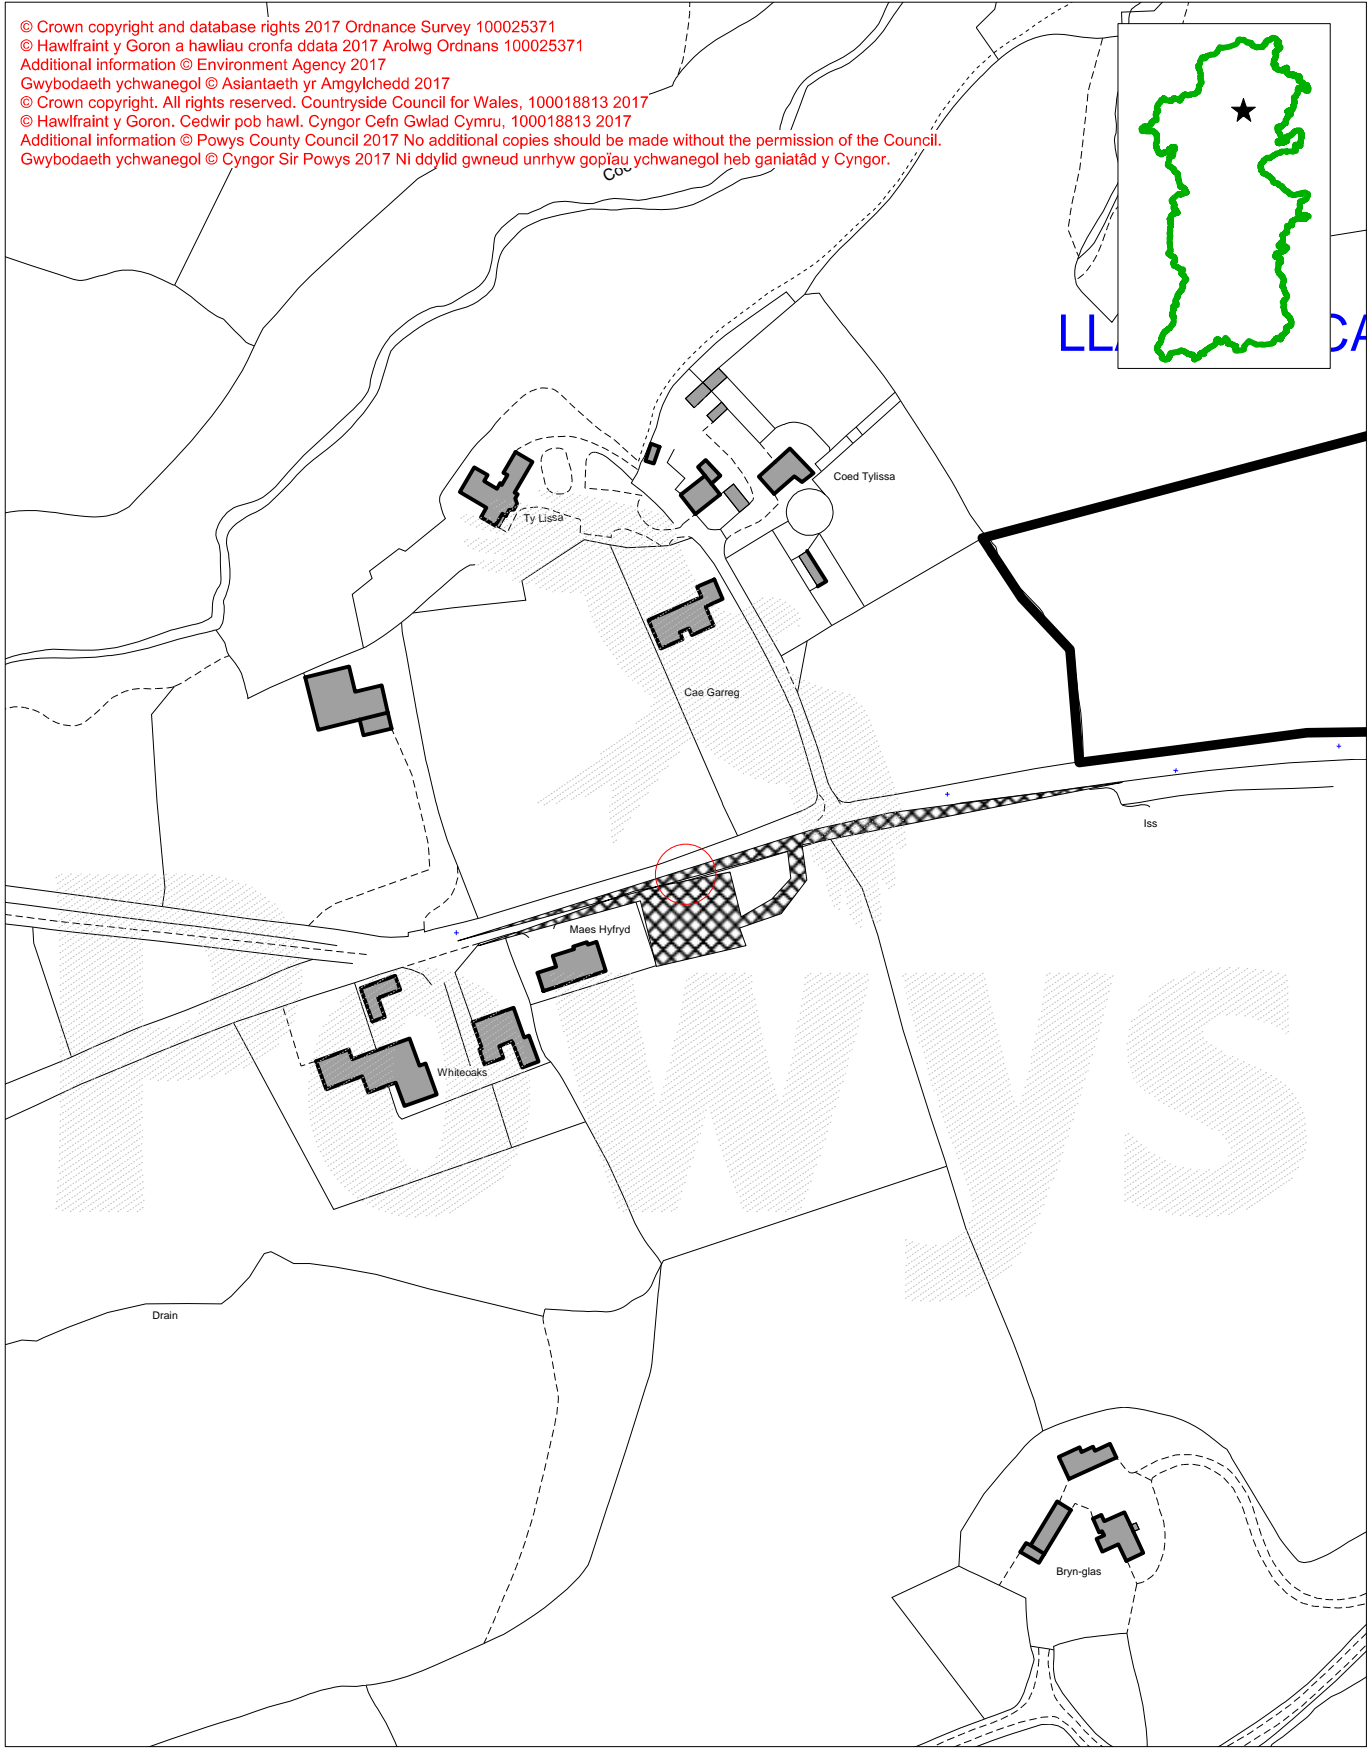 © Crown copyright and database rights 2017 Ordnance Survey 100025371
© Hawlfraint y Goron a hawliau cronfa ddata 2017 Arolwg Ordnans 100025371
Additional information © Environment Agency 2017
Gwybodaeth ychwanegol © Asiantaeth yr Amgylchedd 2017
© Crown copyright. All rights reserved. Countryside Council for Wales, 100018813 2017
© Hawlfraint y Goron. Cedwir pob hawl. Cyngor Cefn Gwlad Cymru, 100018813 2017
Additional information © Powys County Council 2017 No additional copies should be made without the permission of the Council.
Gwybodaeth ychwanegol © Cyngor Sir Powys 2017 Ni ddylid gwneud unrhyw gopïau ychwanegol heb ganiatâd y Cyngor.
Coed Tylissa
Ty Lissa
Cae Garreg
Iss
Maes Hyfryd
Whiteoaks
Powys
Drain
Bryn-glas